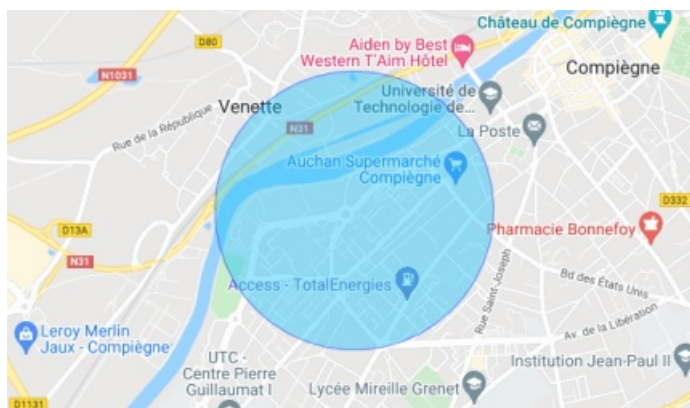 Château de Compiègne
D80
Aiden by Best
Western T'Aim Hôtel
Compiègne
N1031
Université de
Technologie de...
Venette
Rue de la République
N31
La Poste
Auchan Supermarché
Compiègne
D332
D13A
Pharmacie Bonnefoy
N31
Rue Saint-Joseph
Bd des États Unis
Access - TotalEnergies
Leroy Merlin
Jaux - Compiègne
Av. de la Libération
UTC -
Centre Pierre
Guillaumat I
Institution Jean-Paul II
Lycée Mireille Grenet
D1131